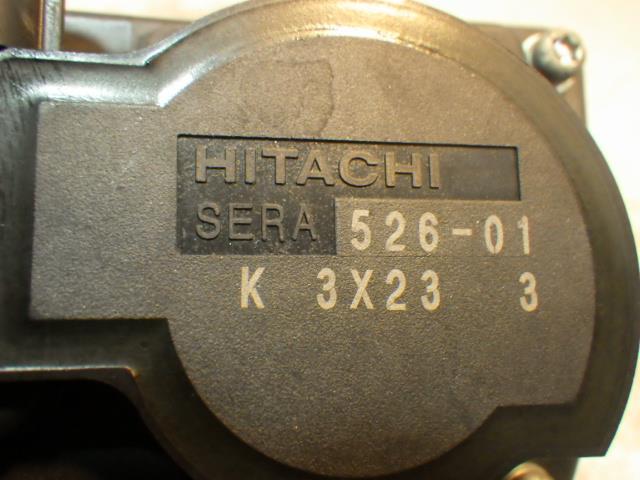 HITACHI
SERA 526-01
K 3X23 3